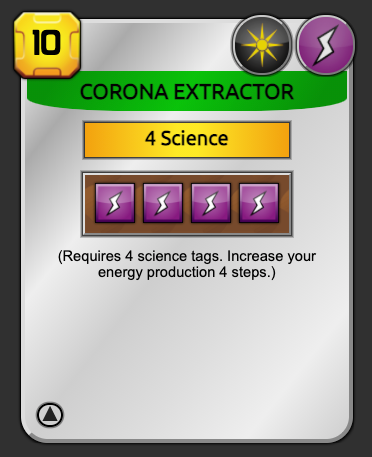 10
CORONA EXTRACTOR
4 Science
(Requires 4 science tags. Increase your
energy production 4 steps.)